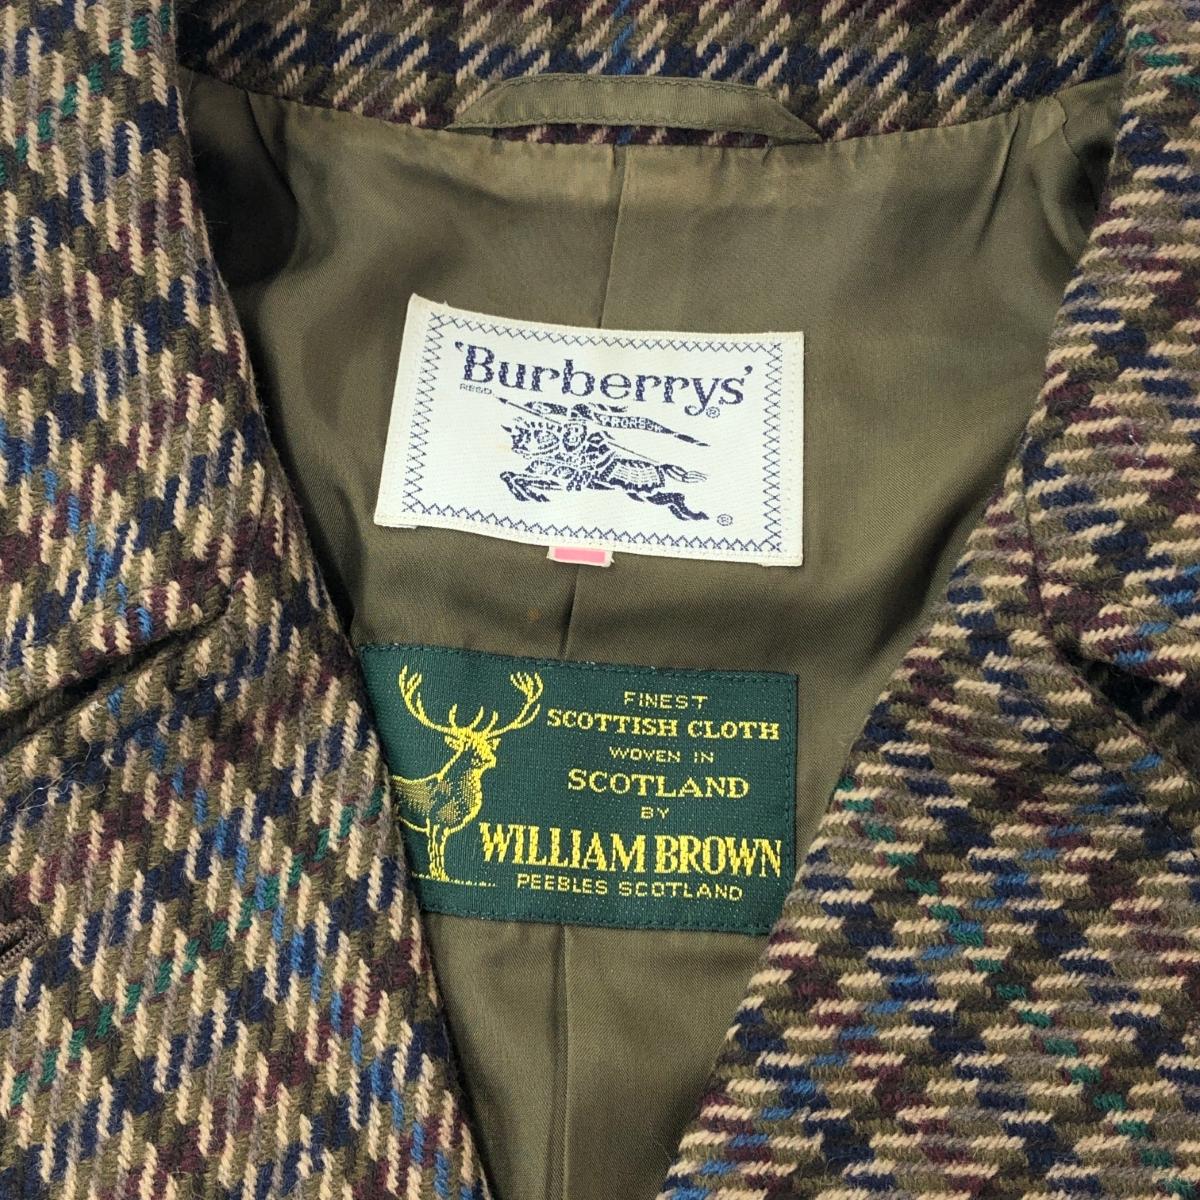 'Burberrys'®
REGD.
PRORSUM
®
FINEST
SCOTTISH CLOTH
WOVEN IN
SCOTLAND
BY
WILLIAM BROWN
PEEBLES SCOTLAND